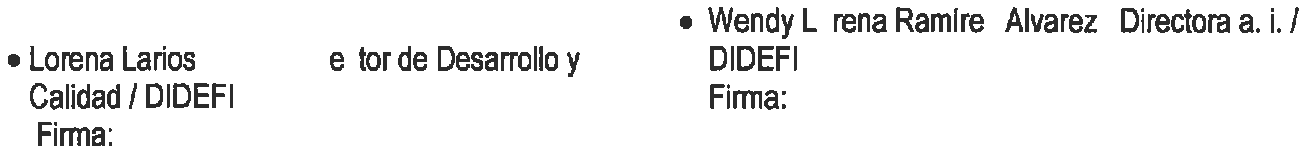 • Lorena Larios e tor de Desarrollo y
Calidad / DIDEFI
Firma:
• Wendy L rena Ramíre Alvarez Directora a. i. /
DIDEFI
Firma: